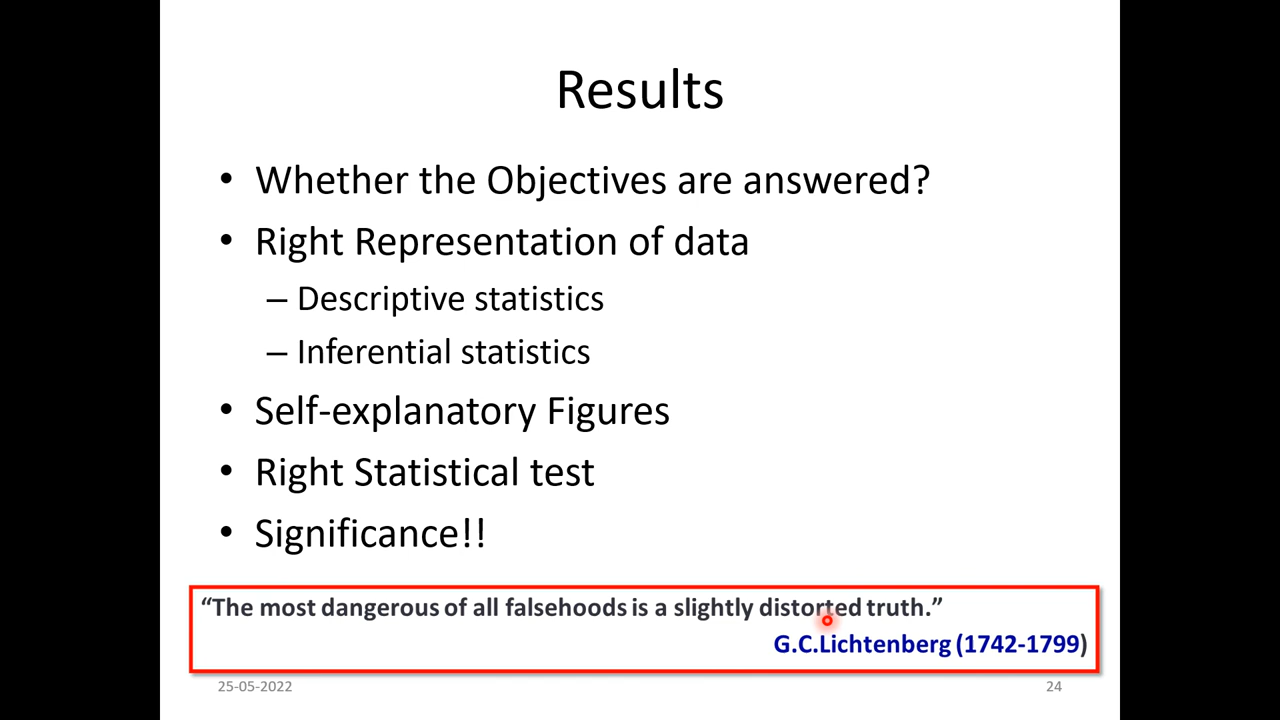 Results
• Whether the Objectives are answered?
• Right Representation of data
– Descriptive statistics
– Inferential statistics
• Self-explanatory Figures
• Right Statistical test
• Significance!!
“The most dangerous of all falsehoods is a slightly distorted truth.”
G.C.Lichtenberg (1742-1799)
25-05-2022
24